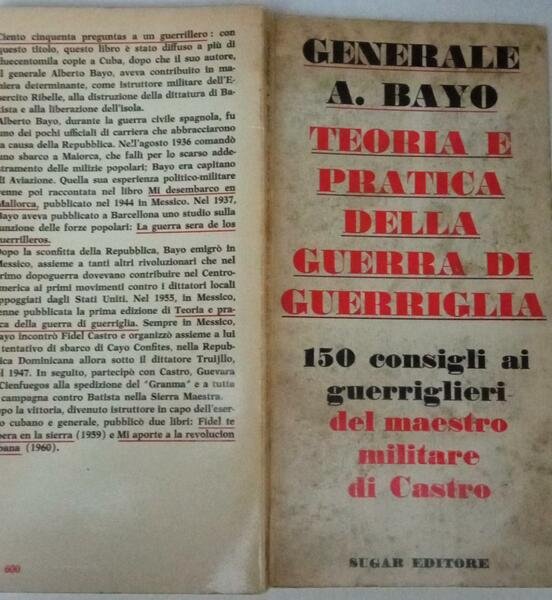 Ciento cinquenta preguntas a un guerrillero : con
questo titolo, questo libro è stato diffuso a più di
duecentomila copie a Cuba, dopo che il suo autore,
il generale Alberto Bayo, aveva contribuito in ma-
niera determinante, come istruttore militare dell'E-
sercito Ribelle, alla distruzione della dittatura di Ba-
tista e alla liberazione dell'isola.
Alberto Bayo, durante la guerra civile spagnola, fu
uno dei pochi ufficiali di carriera che abbracciarono
la causa della Repubblica. Nell'agosto 1936 comandò
uno sbarco a Maiorca, che fallì per lo scarso adde-
stramento delle milizie popolari; Bayo era capitano
di Aviazione. Quella sua esperienza politico-militare
venne poi raccontata nel libro Mi desembarco en
Mallorca, pubblicato nel 1944 in Messico. Nel 1937,
Bayo aveva pubblicato a Barcellona uno studio sulla
funzione delle forze popolari: La guerra sera de los
guerrilleros.
Dopo la sconfitta della Repubblica, Bayo emigrò in
Messico, assieme a tanti altri rivoluzionari che nel
primo dopoguerra dovevano contribuire nel Centro-
america ai primi movimenti contro i dittatori locali
appoggiati dagli Stati Uniti. Nel 1955, in Messico,
venne pubblicata la prima edizione di Teoria e pra-
tica della guerra di guerriglia. Sempre in Messico,
Bayo incontrò Fidel Castro e organizzò assieme a lui
il tentativo di sbarco di Cayo Confites, nella Repub-
blica Dominicana allora sotto il dittatore Truijllo,
nel 1947. In seguito, partecipò con Castro, Guevara
e Cienfuegos alla spedizione del "Granma" e a tutta
la campagna contro Batista nella Sierra Maestra.
Dopo la vittoria, divenuto istruttore in capo dell'eser-
cito cubano e generale, pubblicò due libri: Fidel te
espera en la sierra (1959) e Mi aporte a la revolucion
cubana (1960).
600
GENERALE
A. BAYO
TEORIA E
PRATICA
DELLA
GUERRA DI
GUERRIGLIA
150 consigli ai
guerriglieri
del maestro
militare
di Castro
SUGAR EDITORE